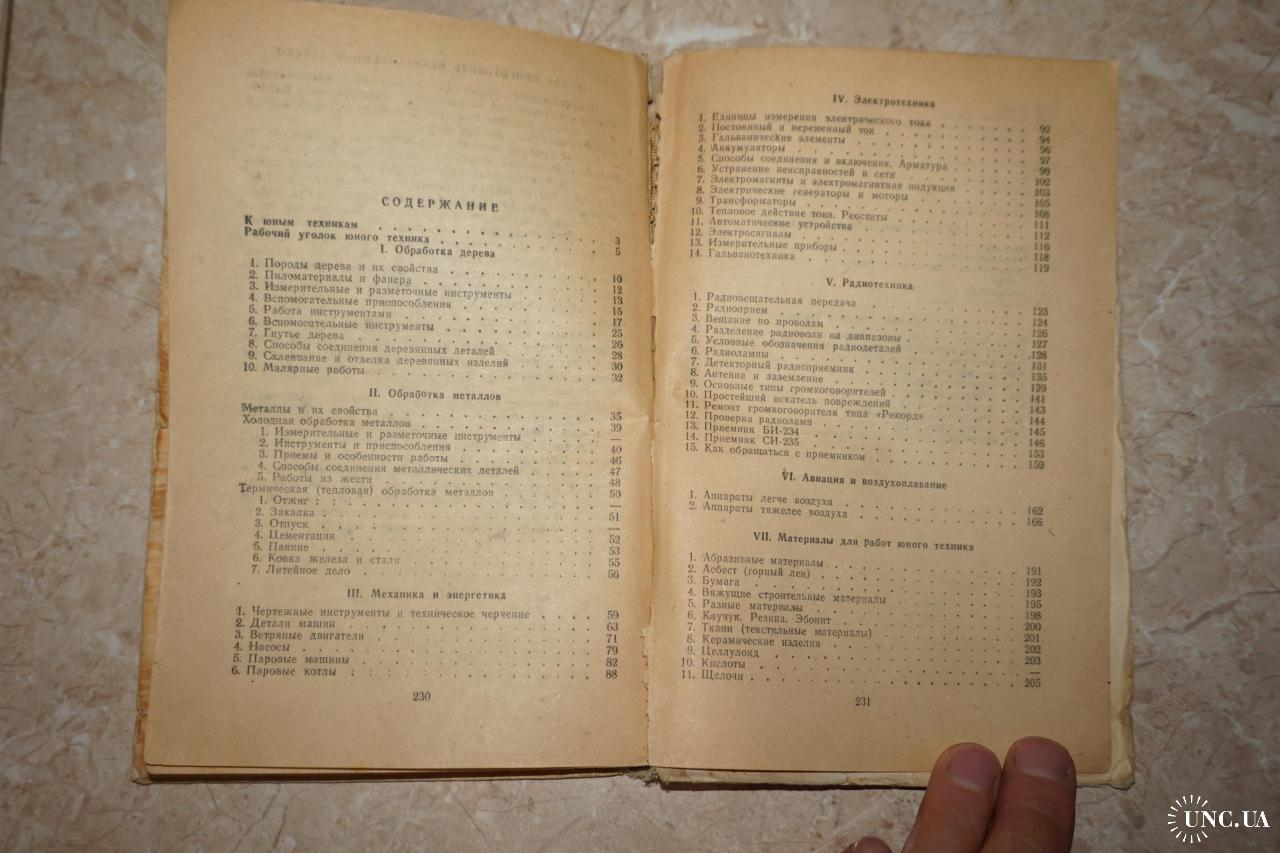 СОДЕРЖАНИЕ
К юным техникам . . . . . . . . . . 3
Рабочий уголок юного техника . . . . . . . . 5
I. Обработка дерева
1. Породы дерева и их свойства . . . . . . . 10
2. Пиломатериалы и фанера . . . . . . . . 12
3. Измерительные и разметочные инструменты . . . . 13
4. Вспомогательные приспособления . . . . . . 15
5. Работа инструментами . . . . . . . . 17
6. Вспомогательные инструменты . . . . . . . 25
7. Гнутье дерева . . . . . . . . . . 26
8. Способы соединения деревянных деталей . . . . . 28
9. Склеивание и отделка деревянных изделий . . . . 30
10. Малярные работы . . . . . . . . . 32
II. Обработка металлов
Металлы и их свойства . . . . . . . . . 35
Холодная обработка металлов . . . . . . . . 39
1. Измерительные и разметочные инструменты . . . . —
2. Инструменты и приспособления . . . . . . 40
3. Приемы и особенности работы . . . . . . 46
4. Способы соединения металлических деталей . . . . 47
5. Работы из жести . . . . . . . . . 48
Термическая (тепловая) обработка металлов . . . . . 50
1. Отжиг : : . . . . . . . . . —
2. Закалка . . . . . . . . . . 51
3. Отпуск . . . . . . . . . . —
4. Цементация . . . . . . . . . . 52
5. Паяние . . . . . . . . . . 53
6. Ковка железа и стали . . . . . . . . 55
7. Литейное дело . . . . . . . . . . 56
III. Механика и энергетика
1. Чертежные инструменты и техническое черчение . . . . 59
2. Детали машин . . . . . . . . . . 63
3. Ветряные двигатели . . . . . . . . . 71
4. Насосы . . . . . . . . . . . 79
5. Паровые машины . . . . . . . . . 82
6. Паровые котлы : : : . . . . . . . 88
230
IV. Электротехника
1. Единицы измерения электрического тока . . . . . 92
2. Постоянный и переменный ток . . . . . . . 94
3. Гальванические элементы . . . . . . . . 96
4. Аккумуляторы . . . . . . . . . . 97
5. Способы соединения и включения. Арматура . . . . 99
6. Устранение неисправностей в сети . . . . . . 102
7. Электромагниты и электромагнитная индукция . . . . 103
8. Электрические генераторы и моторы . . . . . . 105
9. Трансформаторы . . . . . . . . . . 108
10. Тепловое действие тока. Реостаты . . . . . . 111
11. Автоматические устройства . . . . . . . . 112
12. Электросигналы . . . . . . . . . . 116
13. Измерительные приборы . . . . . . . . 118
14. Гальванотехника . . . . . . . . . . 119
V. Радиотехника
1. Радиовещательная передача . . . . . . . 123
2. Радиоприем . . . . . . . . . . 124
3. Вещание по проводам . . . . . . . . 126
4. Разделение радиоволн на диапазоны . . . . . . 127
5. Условные обозначения радиодеталей . . . . . . 128
6. Радиолампы . . . . . . . . . . 131
7. Детекторный радиоприемник . . . . . . . 135
8. Антенна и заземление . . . . . . . . 139
9. Основные типы громкоговорителей . . . . . . 141
10. Простейший искатель повреждений . . . . . . 143
11. Ремонт громкоговорителя типа «Рекорд» . . . . . 144
12. Проверка радиоламп . . . . . . . . 145
13. Приемник БИ-234 . . . . . . . . . 146
14. Приемник СИ-235 . . . . . . . . . 153
15. Как обращаться с приемником . . . . . . . 159
VI. Авиация и воздухоплавание
1. Аппараты легче воздуха . . . . . . . . 162
2. Аппараты тяжелее воздуха . . . . . . . . 166
VII. Материалы для работ юного техника
1. Абразивные материалы . . . . . . . . 191
2. Асбест (горный лен) . . . . . . . . . 192
3. Бумага . . . . . . . . . . . 193
4. Вяжущие строительные материалы . . . . . . 195
5. Разные материалы . . . . . . . . . 198
6. Каучук. Резина. Эбонит . . . . . . . . 200
7. Ткани (текстильные материалы) . . . . . . . 201
8. Керамические изделия . . . . . . . . 202
9. Целлулоид . . . . . . . . . . 203
10. Кислоты . . . . . . . . . . . —
11. Щелочи . . . . . . . . . . . 205
231
UNC.UA